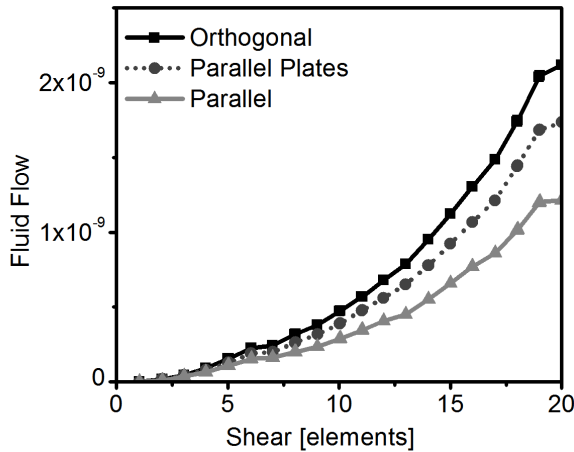 Orthogonal
Parallel Plates
Parallel
2x10⁻⁹
1x10⁻⁹
0
Fluid Flow
0 5 10 15 20
Shear [elements]